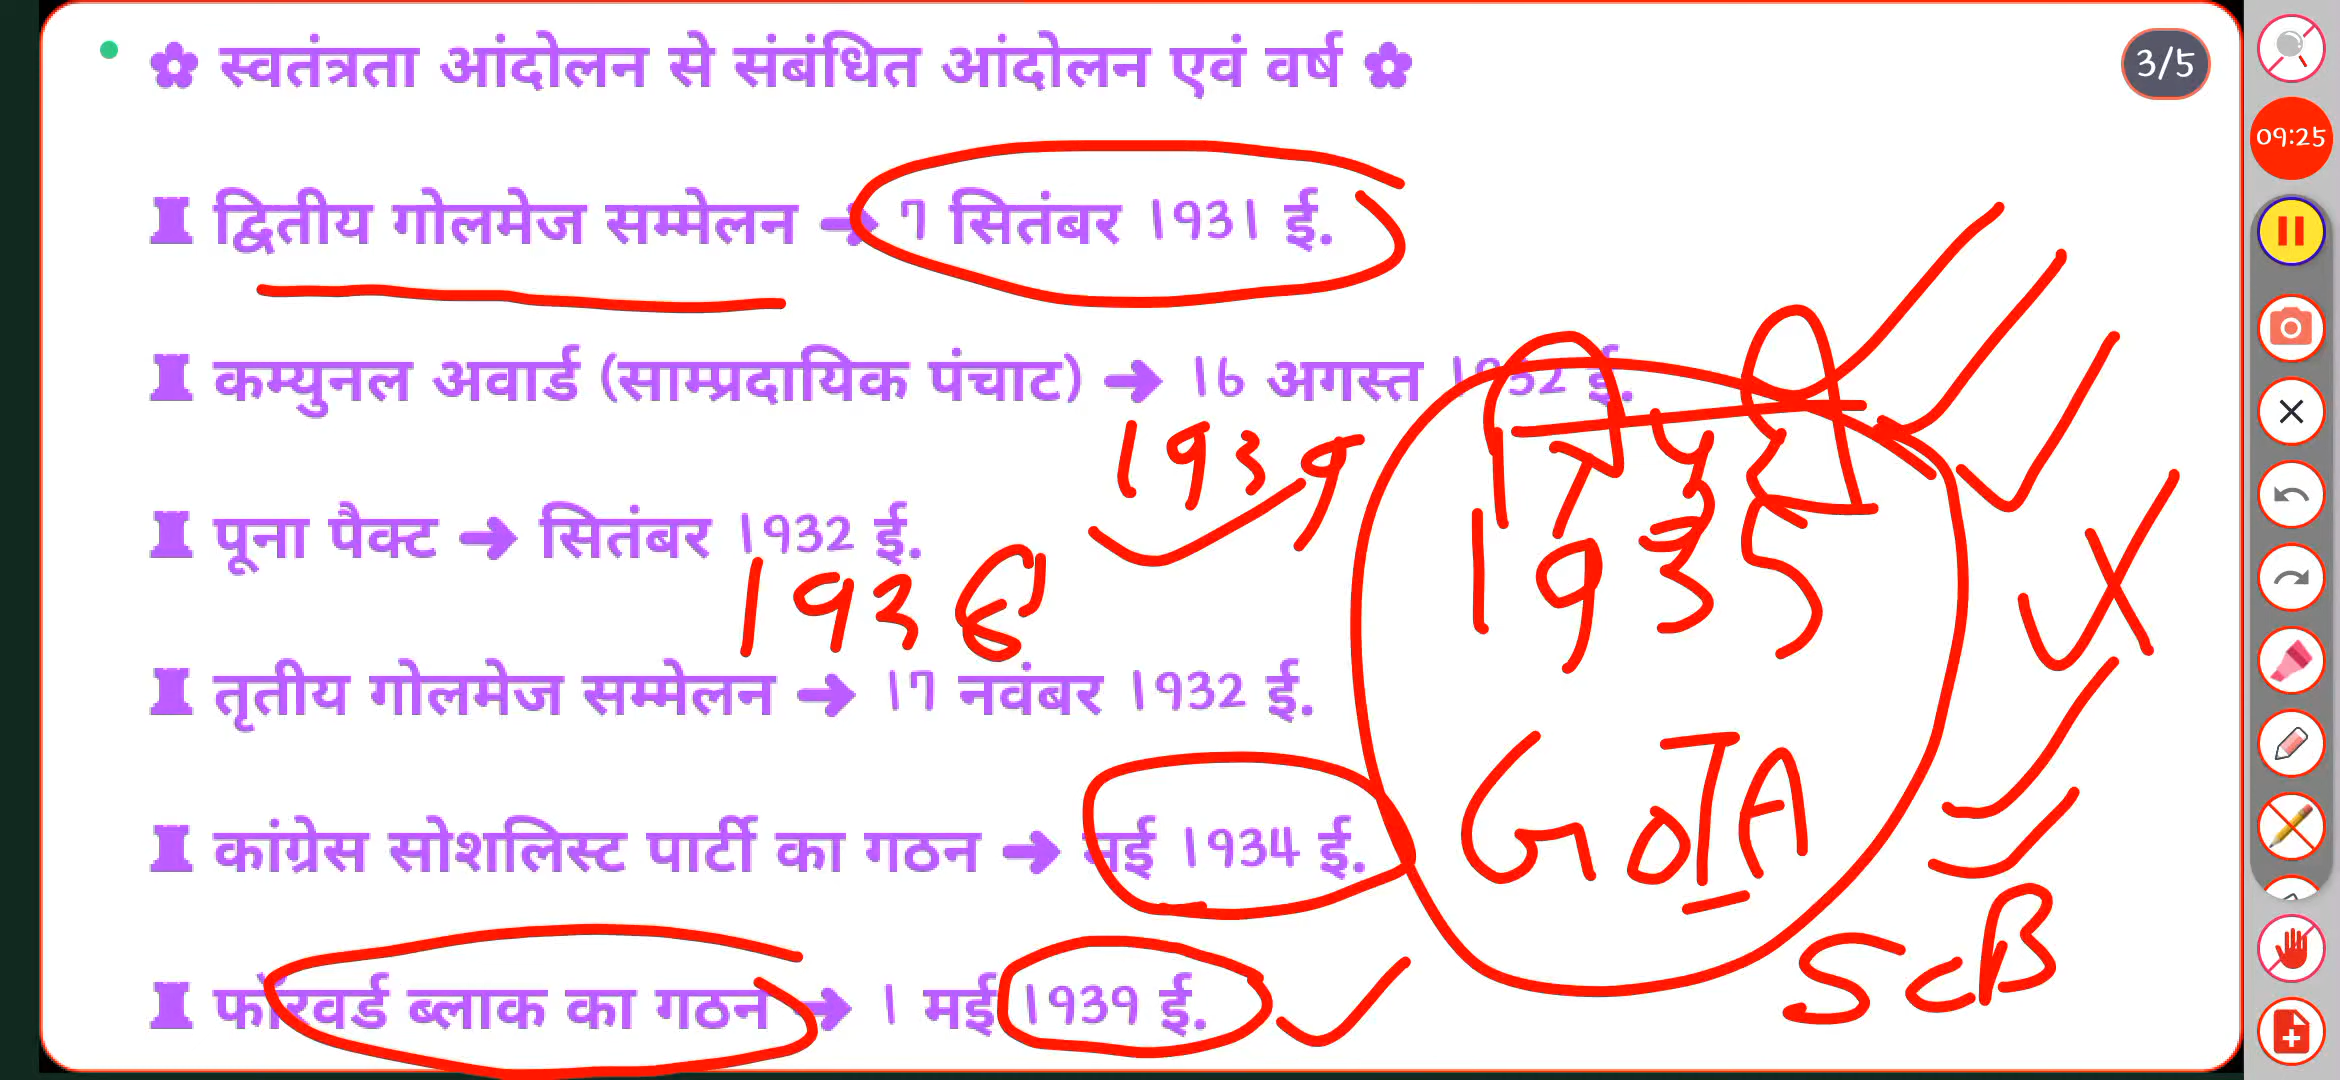 ✿ स्वतंत्रता आंदोलन से संबंधित आंदोलन एवं वर्ष ✿
3/5
09:25
♜ द्वितीय गोलमेज सम्मेलन ➜ 7 सितंबर 1931 ई.
♜ कम्युनल अवार्ड (साम्प्रदायिक पंचाट) ➜ 16 अगस्त 1932 ई.
1939
♜ पूना पैक्ट ➜ सितंबर 1932 ई.
1935
193
♜ तृतीय गोलमेज सम्मेलन ➜ 17 नवंबर 1932 ई.
♜ कांग्रेस सोशलिस्ट पार्टी का गठन ➜ मई 1934 ई.
GOIA
♜ फॉरवर्ड ब्लाक का गठन ➜ 1 मई 1939 ई.
SCB